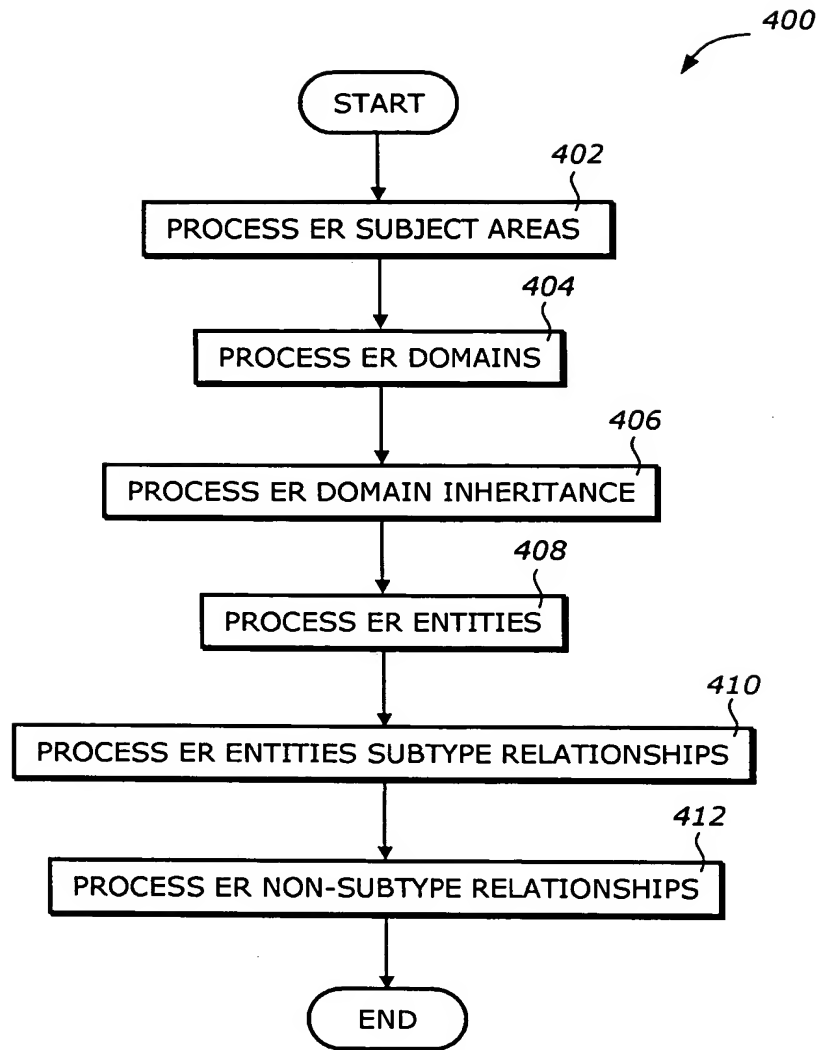 400
START
402
PROCESS ER SUBJECT AREAS
404
PROCESS ER DOMAINS
406
PROCESS ER DOMAIN INHERITANCE
408
PROCESS ER ENTITIES
410
PROCESS ER ENTITIES SUBTYPE RELATIONSHIPS
412
PROCESS ER NON-SUBTYPE RELATIONSHIPS
END